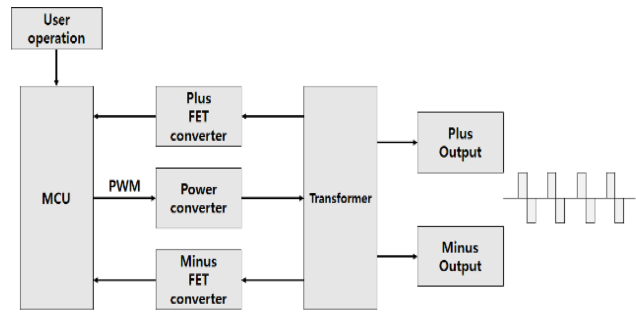 User
operation
Plus
FET
converter
Plus
Output
PWM
MCU
Power
converter
Transformer
Minus
FET
converter
Minus
Output